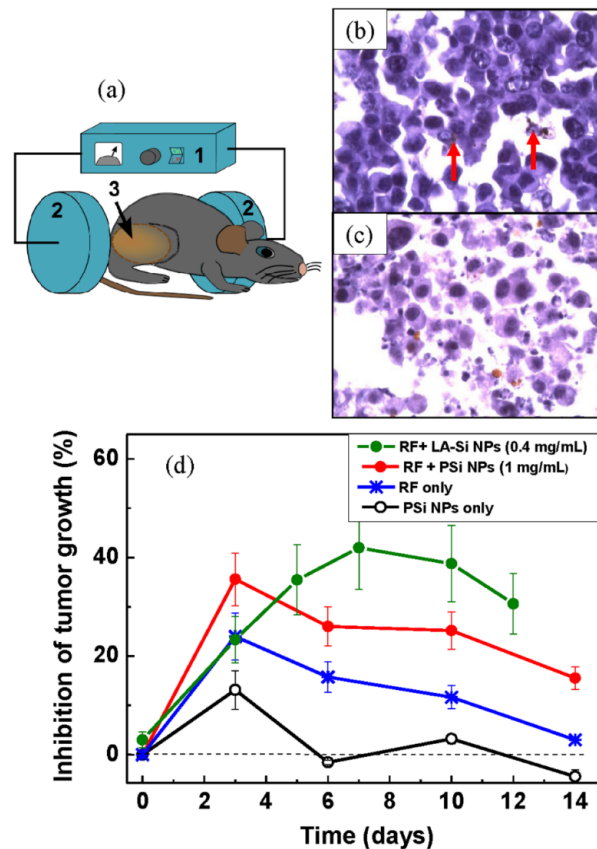 (a)
1
2
3
2
(b)
(c)
(d)
RF+ LA-Si NPs (0.4 mg/mL)
RF + PSi NPs (1 mg/mL)
RF only
PSi NPs only
Inhibition of tumor growth (%)
60
40
20
0
0 2 4 6 8 10 12 14
Time (days)